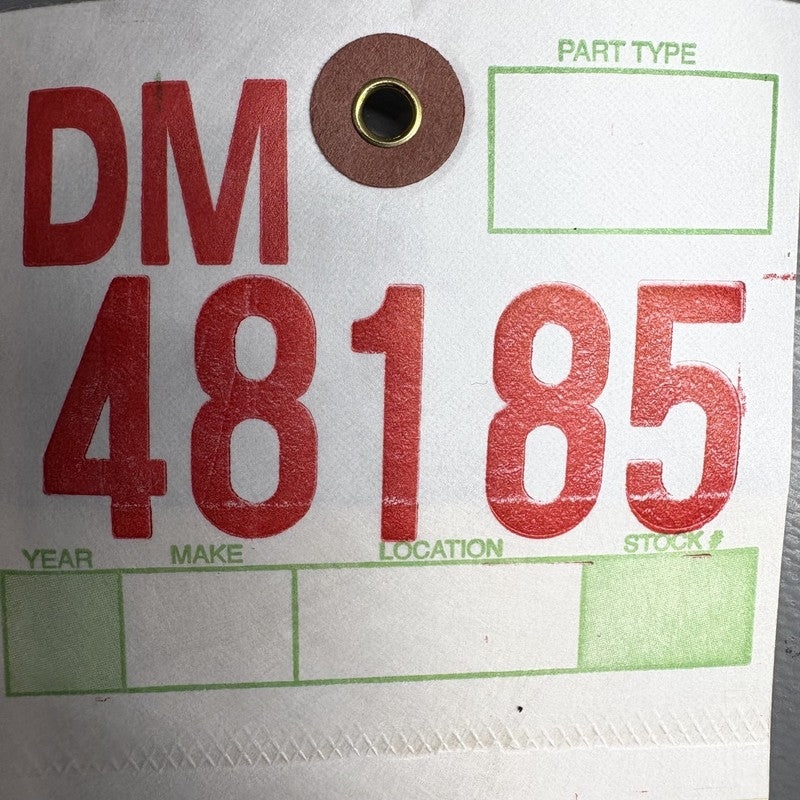 PART TYPE
DM
48185
YEAR MAKE LOCATION STOCK #